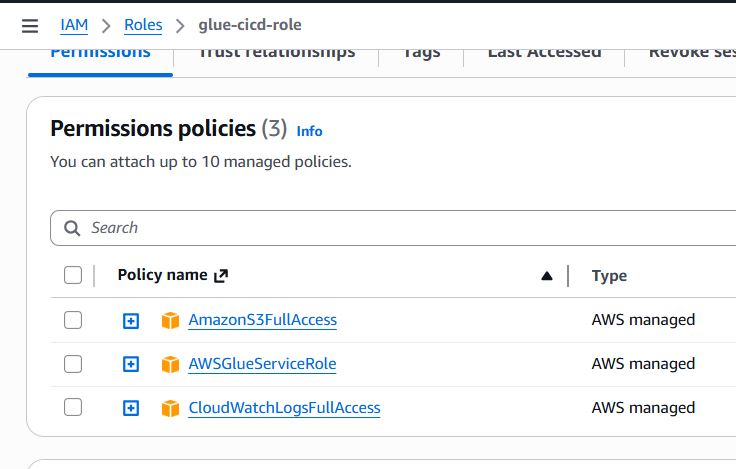 IAM > Roles > glue-cicd-role
Permissions Trust relationships Tags Last Accessed Revoke ses
Permissions policies (3) Info
You can attach up to 10 managed policies.
Search
Policy name Type
AmazonS3FullAccess AWS managed
AWSGlueServiceRole AWS managed
CloudWatchLogsFullAccess AWS managed